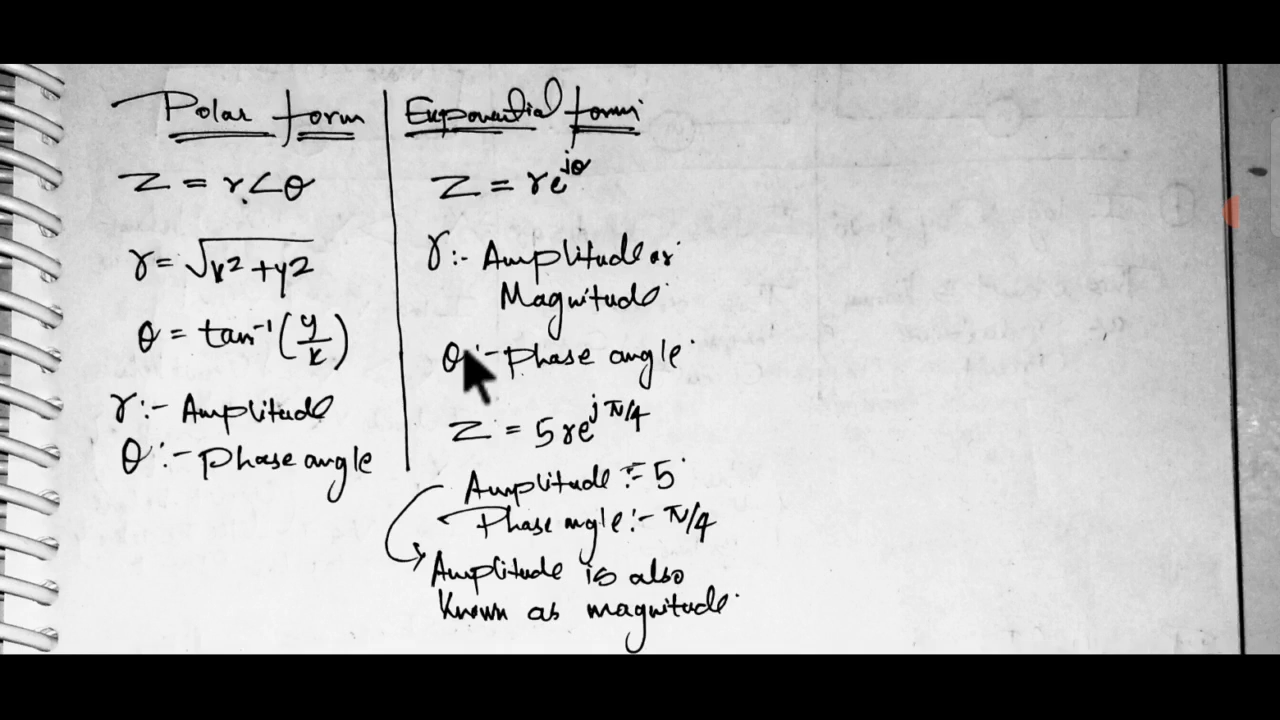 Polar form
Z = r∠θ
r = √x² + y²
θ = tan⁻¹(y/x)
r :- Amplitude
θ :- phase angle
Exponential form
Z = re^jθ
r :- Amplitude or
Magnitude
θ :- phase angle
Z = 5re^jπ/4
Amplitude :- 5
Phase angle :- π/4
Amplitude is also
known as magnitude